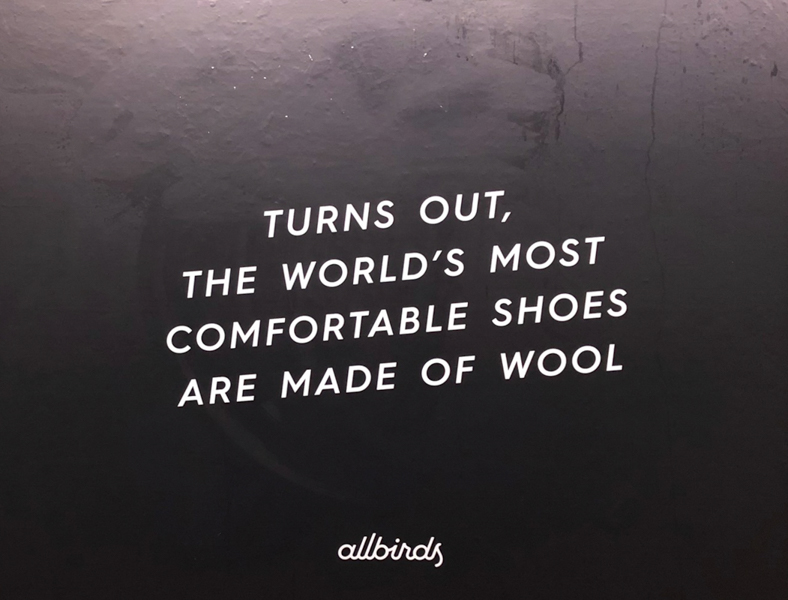 TURNS OUT,
THE WORLD'S MOST
COMFORTABLE SHOES
ARE MADE OF WOOL
allbirds